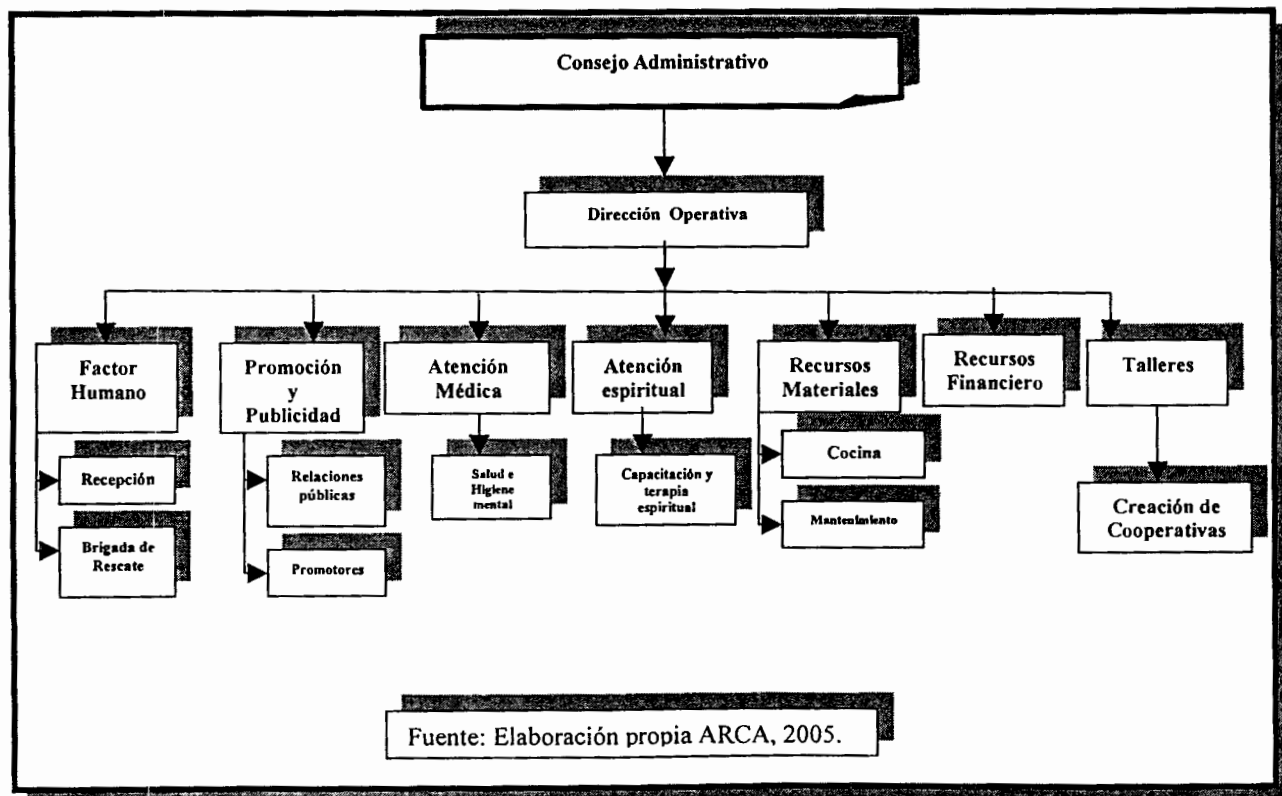 Consejo Administrativo
Dirección Operativa
Factor
Humano
Promoción
y
Publicidad
Atención
Médica
Atención
espiritual
Recursos
Materiales
Recursos
Financiero
Talleres
Recepción
Brigada de
Rescate
Relaciones
públicas
Promotores
Salud e
Higiene
mental
Capacitación y
terapia
espiritual
Cocina
Mantenimiento
Creación de
Cooperativas
Fuente: Elaboración propia ARCA, 2005.